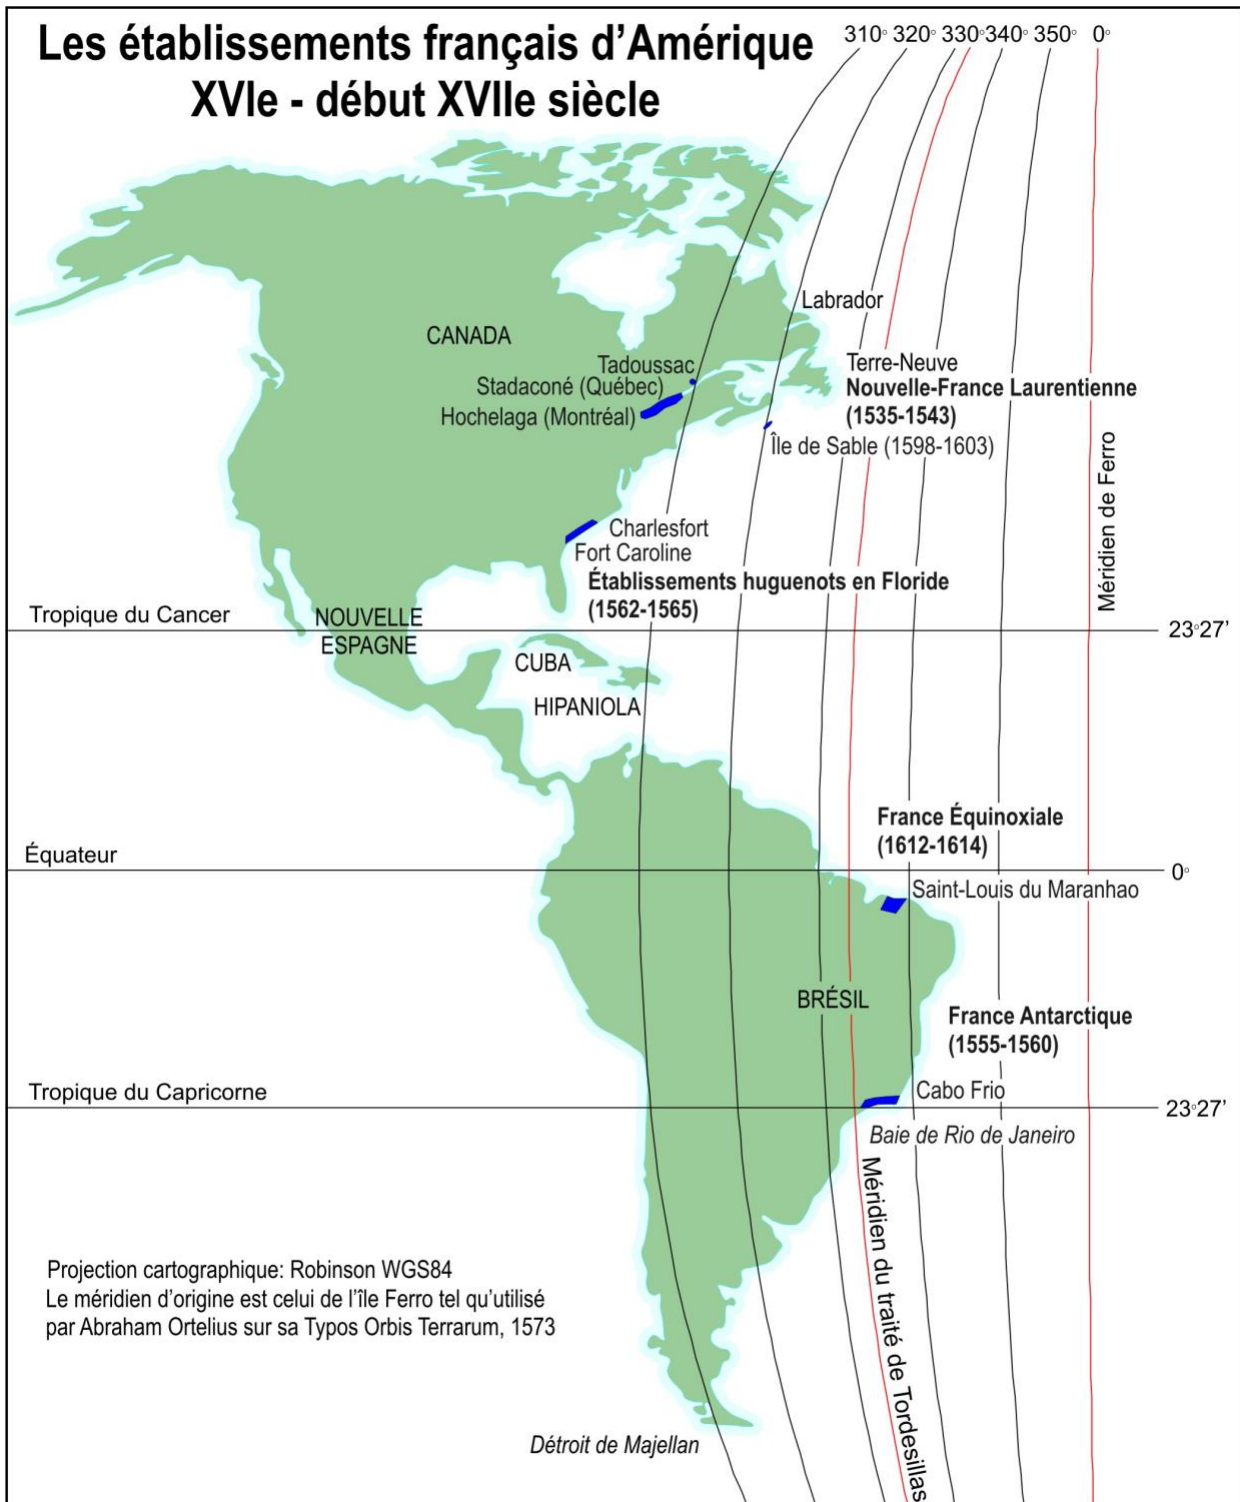 Les établissements français d’Amérique
XVIe - début XVIIe siècle
310° 320° 330° 340° 350° 0°
Labrador
CANADA
Terre-Neuve
Tadoussac
Stadaconé (Québec)
Hochelaga (Montréal)
Nouvelle-France Laurentienne
(1535-1543)
Île de Sable (1598-1603)
Méridien de Ferro
Charlesfort
Fort Caroline
Établissements huguenots en Floride
(1562-1565)
Tropique du Cancer
23°27’
NOUVELLE
ESPAGNE
CUBA
HIPANIOLA
France Équinoxiale
(1612-1614)
Équateur
0°
Saint-Louis du Maranhao
BRÉSIL
France Antarctique
(1555-1560)
Tropique du Capricorne
Cabo Frio
23°27’
Baie de Rio de Janeiro
Méridien du traité de Tordesillas
Projection cartographique: Robinson WGS84
Le méridien d’origine est celui de l’île Ferro tel qu’utilisé
par Abraham Ortelius sur sa Typos Orbis Terrarum, 1573
Détroit de Majellan